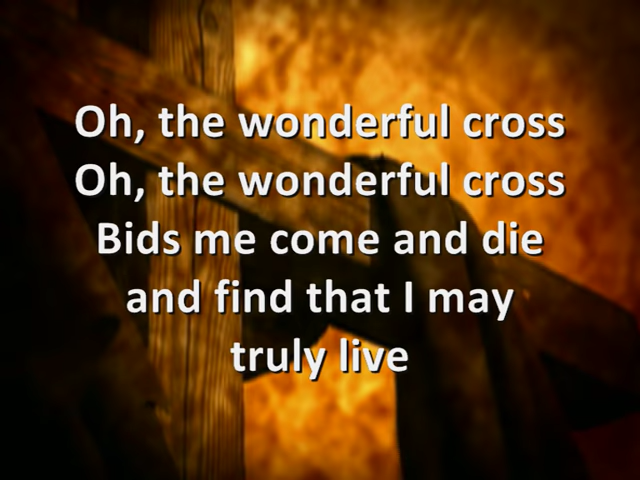 Oh, the wonderful cross
Oh, the wonderful cross
Bids me come and die
and find that I may
truly live